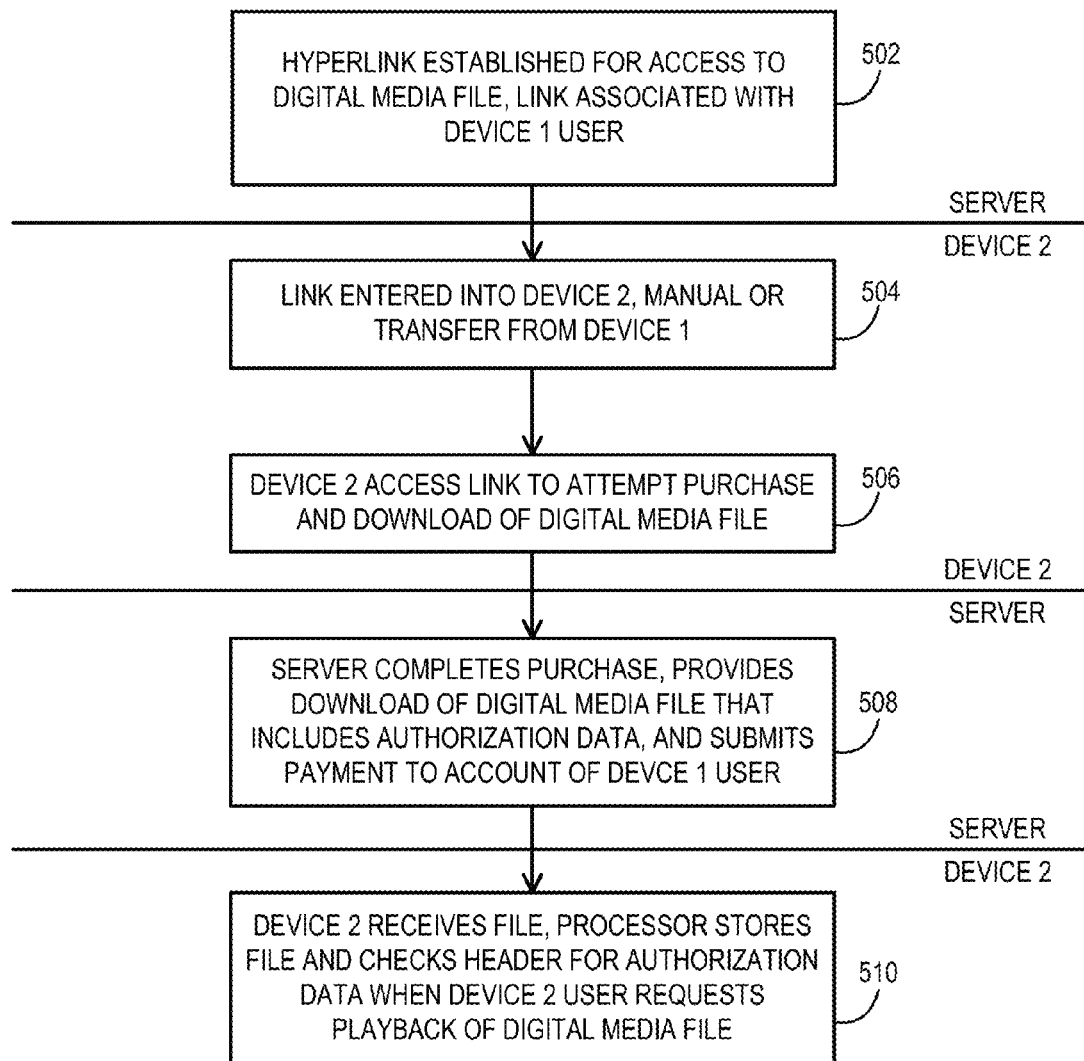 HYPERLINK ESTABLISHED FOR ACCESS TO
DIGITAL MEDIA FILE, LINK ASSOCIATED WITH
DEVICE 1 USER
502
SERVER
DEVICE 2
LINK ENTERED INTO DEVICE 2, MANUAL OR
TRANSFER FROM DEVICE 1
504
DEVICE 2 ACCESS LINK TO ATTEMPT PURCHASE
AND DOWNLOAD OF DIGITAL MEDIA FILE
506
DEVICE 2
SERVER
SERVER COMPLETES PURCHASE, PROVIDES
DOWNLOAD OF DIGITAL MEDIA FILE THAT
INCLUDES AUTHORIZATION DATA, AND SUBMITS
PAYMENT TO ACCOUNT OF DEVCE 1 USER
508
SERVER
DEVICE 2
DEVICE 2 RECEIVES FILE, PROCESSOR STORES
FILE AND CHECKS HEADER FOR AUTHORIZATION
DATA WHEN DEVICE 2 USER REQUESTS
PLAYBACK OF DIGITAL MEDIA FILE
510